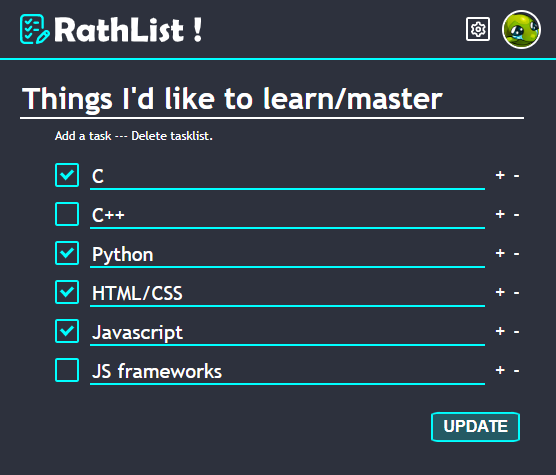 RathList !
Things I'd like to learn/master
Add a task --- Delete tasklist.
C + -
C++ + -
Python + -
HTML/CSS + -
Javascript + -
JS frameworks + -
UPDATE